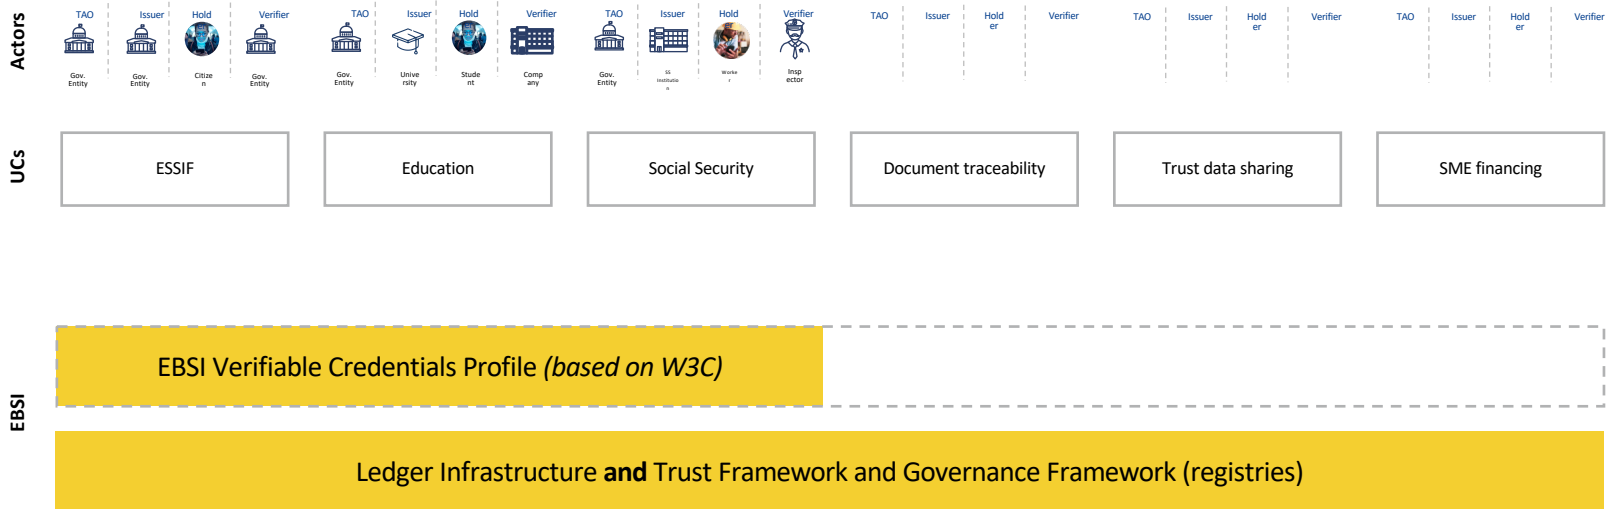 Actors
TAO Issuer Hold Verifier TAO Issuer Hold Verifier TAO Issuer Hold Verifier TAO Issuer Hold Verifier TAO Issuer Hold Verifier TAO Issuer Hold Verifier
er er er
Gov. Gov. Citize Gov. Gov. Unive Stude Comp Gov. SS Worke Insp
Entity Entity n Entity Entity rsity nt any Entity Institutio r ector
n
UCs
ESSIF Education Social Security Document traceability Trust data sharing SME financing
EBSI
EBSI Verifiable Credentials Profile (based on W3C)
Ledger Infrastructure and Trust Framework and Governance Framework (registries)